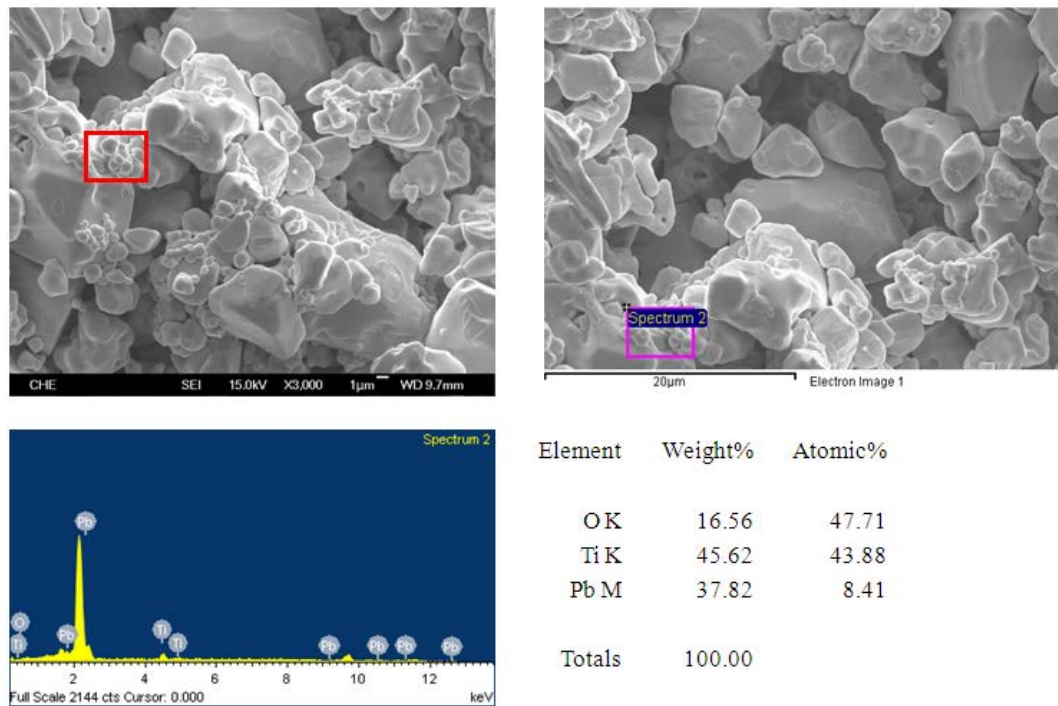 CHE SEI 15.0kV X3,000 1µm WD 9.7mm
Spectrum 2
20µm Electron Image 1
Spectrum 2
Pb
O
Ti
Pb
Ti
Ti
Pb
Pb
Pb
Pb
2 4 6 8 10 12
Full Scale 2144 cts Cursor: 0.000 keV
Element Weight% Atomic%
O K 16.56 47.71
Ti K 45.62 43.88
Pb M 37.82 8.41
Totals 100.00